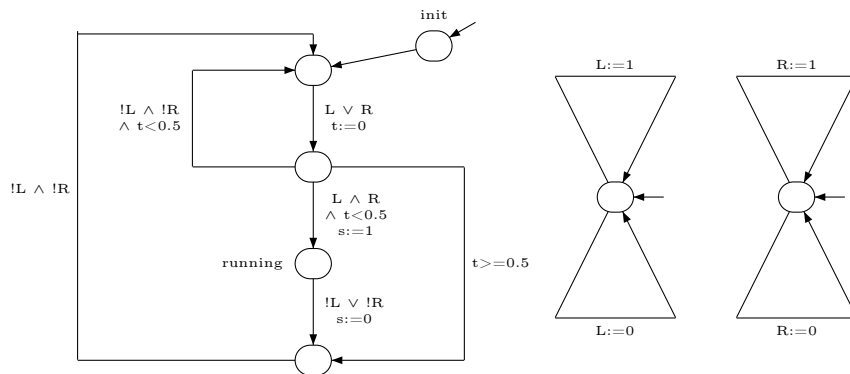 init
L:=1
R:=1
!L ∧ !R
∧ t<0.5
L ∨ R
t:=0
!L ∧ !R
L ∧ R
∧ t<0.5
s:=1
running
t>=0.5
!L ∨ !R
s:=0
L:=0
R:=0